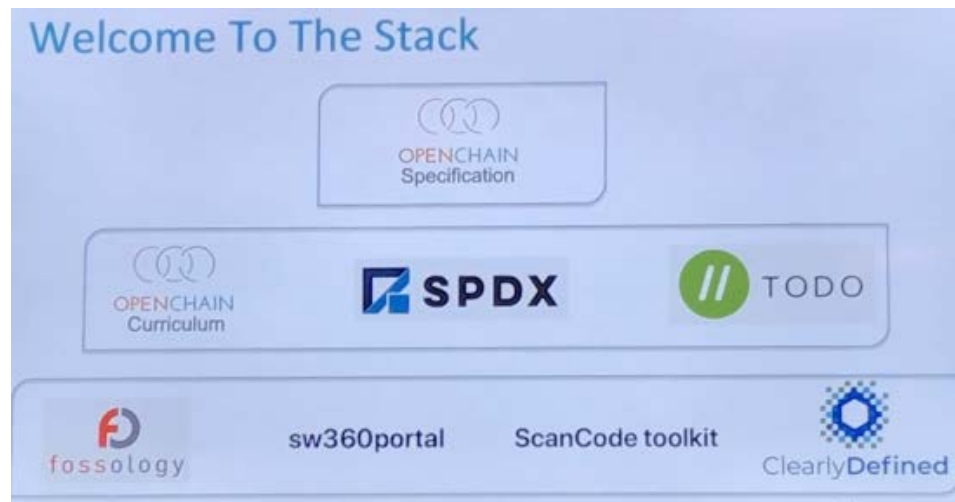 Welcome To The Stack
OPENCHAIN
Specification
OPENCHAIN
Curriculum
SPDX
TODO
fossology
sw360portal
ScanCode toolkit
ClearlyDefined